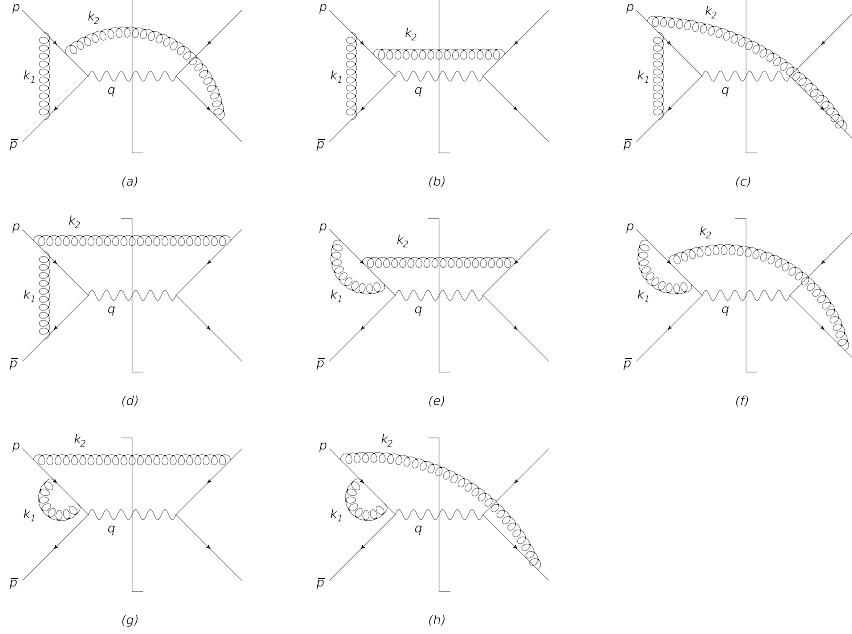 p k₂ k₁ q p̅ (a)
p k₂ k₁ q p̅ (b)
p k₂ k₁ q p̅ (c)
p k₂ k₁ q p̅ (d)
p k₂ k₁ q p̅ (e)
p k₂ k₁ q p̅ (f)
p k₂ k₁ q p̅ (g)
p k₂ k₁ q p̅ (h)